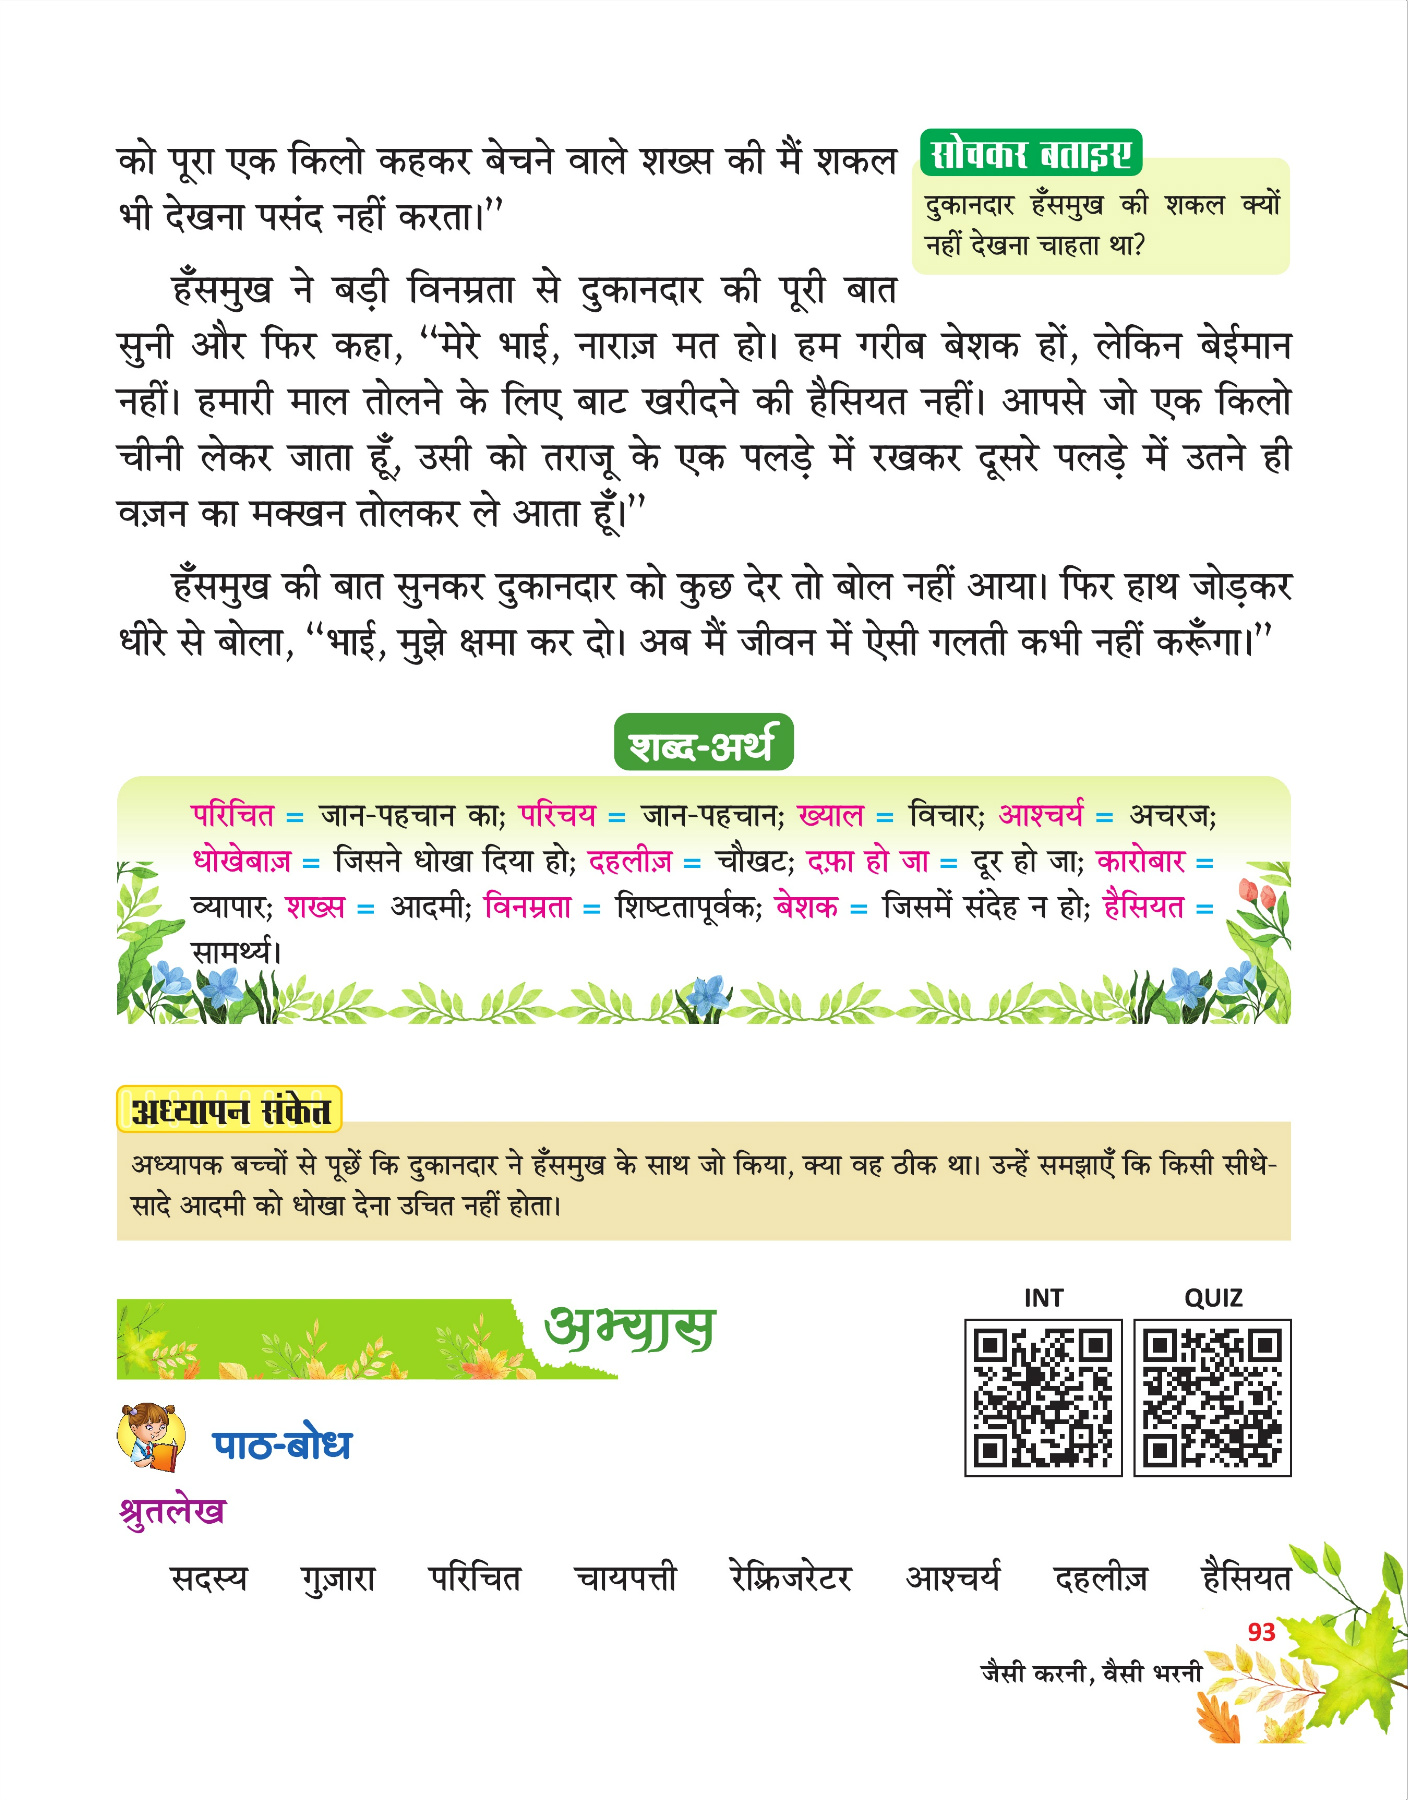 को पूरा एक किलो कहकर बेचने वाले शख्स की मैं शकल
भी देखना पसंद नहीं करता।”
सोचकर बताइए
दुकानदार हँसमुख की शकल क्यों
नहीं देखना चाहता था?
हँसमुख ने बड़ी विनम्रता से दुकानदार की पूरी बात
सुनी और फिर कहा, “मेरे भाई, नाराज़ मत हो। हम गरीब बेशक हों, लेकिन बेईमान
नहीं। हमारी माल तोलने के लिए बाट खरीदने की हैसियत नहीं। आपसे जो एक किलो
चीनी लेकर जाता हूँ, उसी को तराजू के एक पलड़े में रखकर दूसरे पलड़े में उतने ही
वज़न का मक्खन तोलकर ले आता हूँ।”
हँसमुख की बात सुनकर दुकानदार को कुछ देर तो बोल नहीं आया। फिर हाथ जोड़कर
धीरे से बोला, “भाई, मुझे क्षमा कर दो। अब मैं जीवन में ऐसी गलती कभी नहीं करूँगा।”
शब्द-अर्थ
परिचित = जान-पहचान का; परिचय = जान-पहचान; ख्याल = विचार; आश्चर्य = अचरज;
धोखेबाज़ = जिसने धोखा दिया हो; दहलीज़ = चौखट; दफ़ा हो जा = दूर हो जा; कारोबार =
व्यापार; शख्स = आदमी; विनम्रता = शिष्टतापूर्वक; बेशक = जिसमें संदेह न हो; हैसियत =
सामर्थ्य।
अध्यापन संकेत
अध्यापक बच्चों से पूछें कि दुकानदार ने हँसमुख के साथ जो किया, क्या वह ठीक था। उन्हें समझाएँ कि किसी सीधे-
सादे आदमी को धोखा देना उचित नहीं होता।
अभ्यास
INT QUIZ
पाठ-बोध
श्रुतलेख
सदस्य गुज़ारा परिचित चायपत्ती रेफ़्रिजरेटर आश्चर्य दहलीज़ हैसियत
93
जैसी करनी, वैसी भरनी